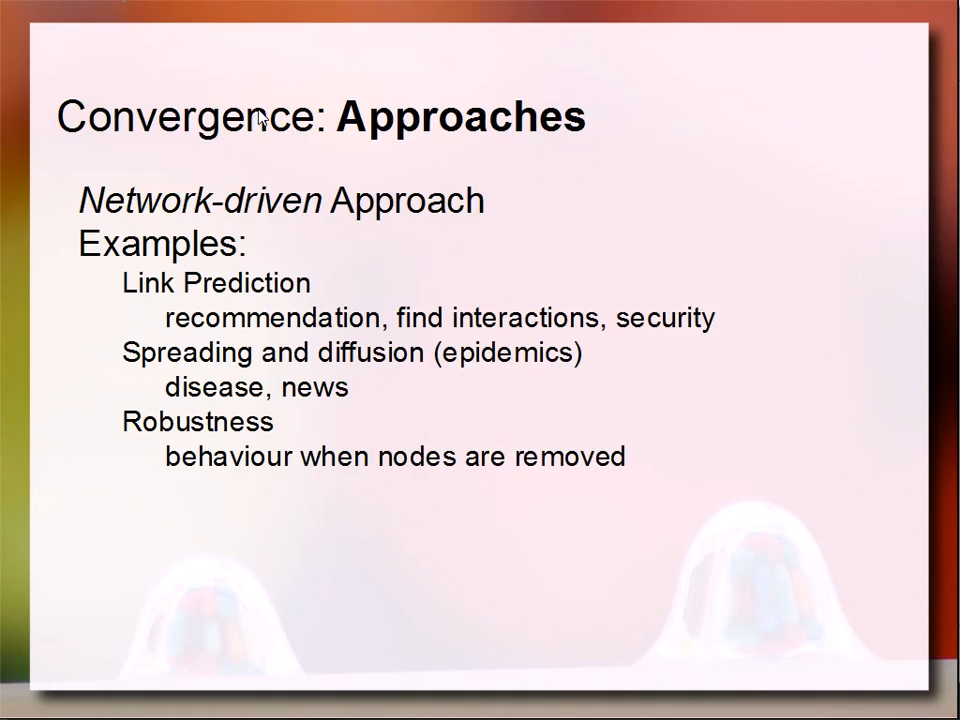 Convergence: Approaches
Network-driven Approach
Examples:
Link Prediction
recommendation, find interactions, security
Spreading and diffusion (epidemics)
disease, news
Robustness
behaviour when nodes are removed